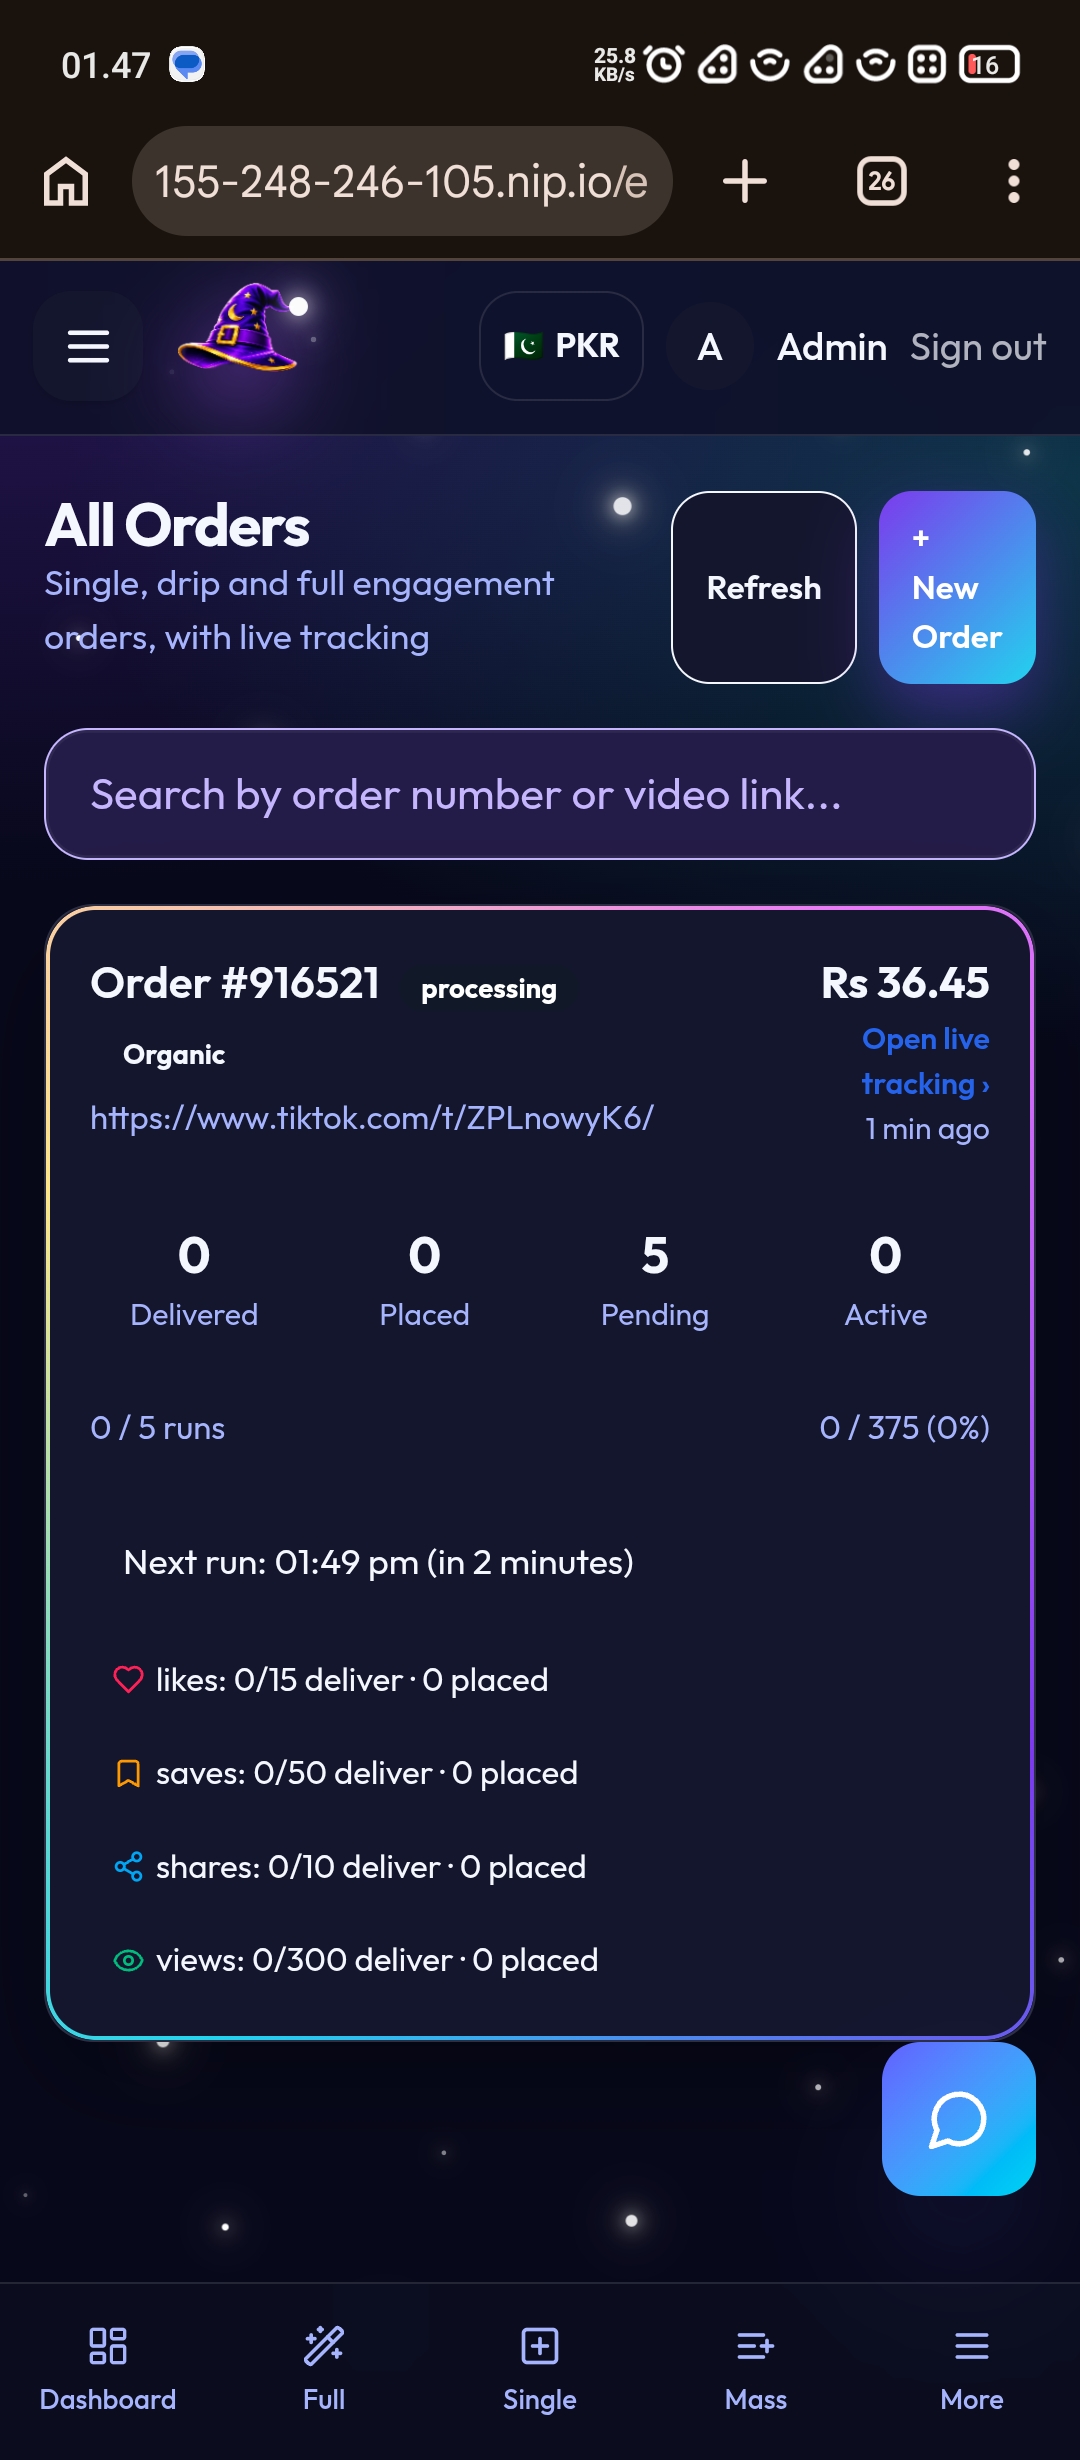 01.47
25.8
KB/s
16
155-248-246-105.nip.io/e
26
PKR
A
Admin
Sign out
All Orders
Single, drip and full engagement
orders, with live tracking
Refresh
+
New
Order
Search by order number or video link...
Order #916521
processing
Rs 36.45
Organic
Open live
tracking ›
https://www.tiktok.com/t/ZPLnowyK6/
1 min ago
0
0
5
0
Delivered
Placed
Pending
Active
0 / 5 runs
0 / 375 (0%)
Next run: 01:49 pm (in 2 minutes)
likes: 0/15 deliver · 0 placed
saves: 0/50 deliver · 0 placed
shares: 0/10 deliver · 0 placed
views: 0/300 deliver · 0 placed
Dashboard
Full
Single
Mass
More